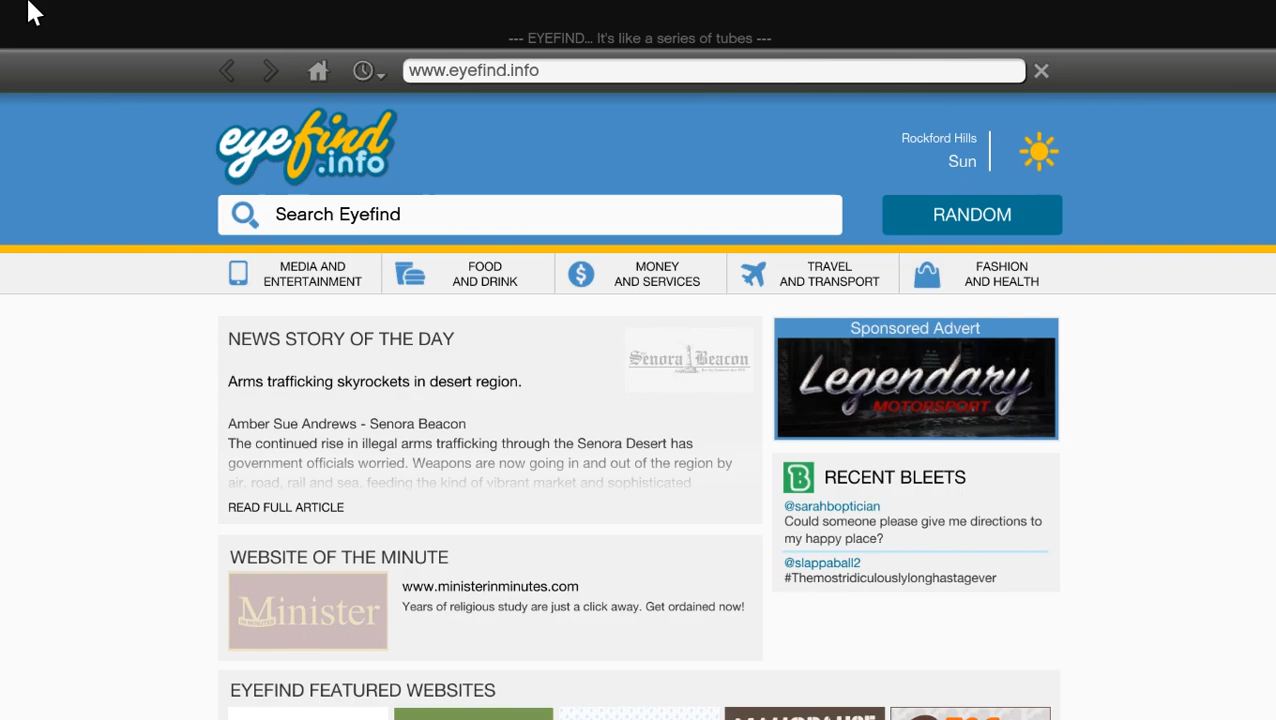 --- EYEFIND... It's like a series of tubes ---
www.eyefind.info
eyefind
.info
Rockford Hills
Sun
Search Eyefind
RANDOM
MEDIA AND
ENTERTAINMENT
FOOD
AND DRINK
MONEY
AND SERVICES
TRAVEL
AND TRANSPORT
FASHION
AND HEALTH
NEWS STORY OF THE DAY
Senora Beacon
Arms trafficking skyrockets in desert region.
Amber Sue Andrews - Senora Beacon
The continued rise in illegal arms trafficking through the Senora Desert has
government officials worried. Weapons are now going in and out of the region by
air, road, rail and sea, feeding the kind of vibrant market and sophisticated
READ FULL ARTICLE
Sponsored Advert
Legendary
MOTORSPORT
B
RECENT BLEETS
@sarahboptician
Could someone please give me directions to
my happy place?
@slappaball2
#Themostridiculouslylonghastagever
WEBSITE OF THE MINUTE
Minister
www.ministerinminutes.com
Years of religious study are just a click away. Get ordained now!
EYEFIND FEATURED WEBSITES